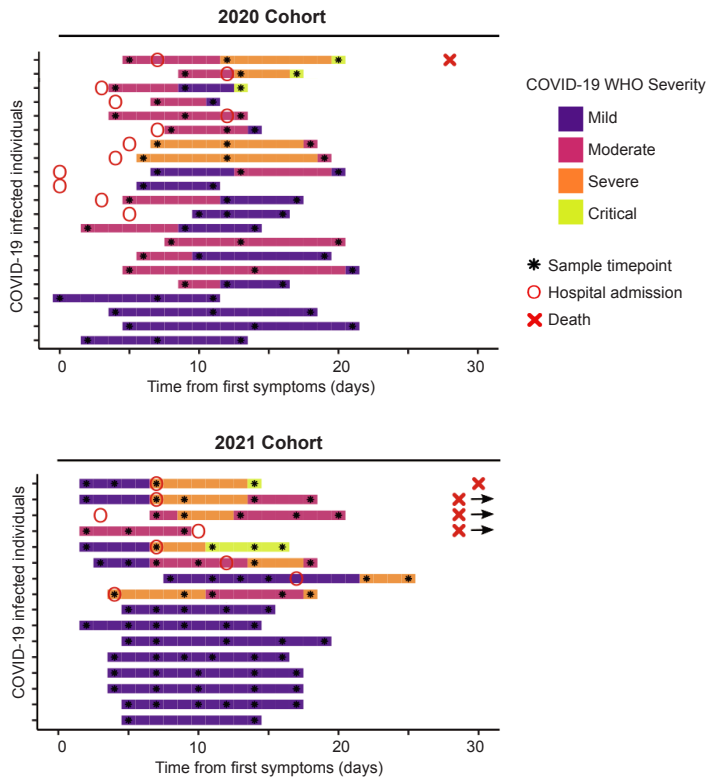 2020 Cohort
COVID-19 infected individuals
0 10 20 30
Time from first symptoms (days)
COVID-19 WHO Severity
Mild
Moderate
Severe
Critical
Sample timepoint
Hospital admission
Death
2021 Cohort
COVID-19 infected individuals
0 10 20 30
Time from first symptoms (days)